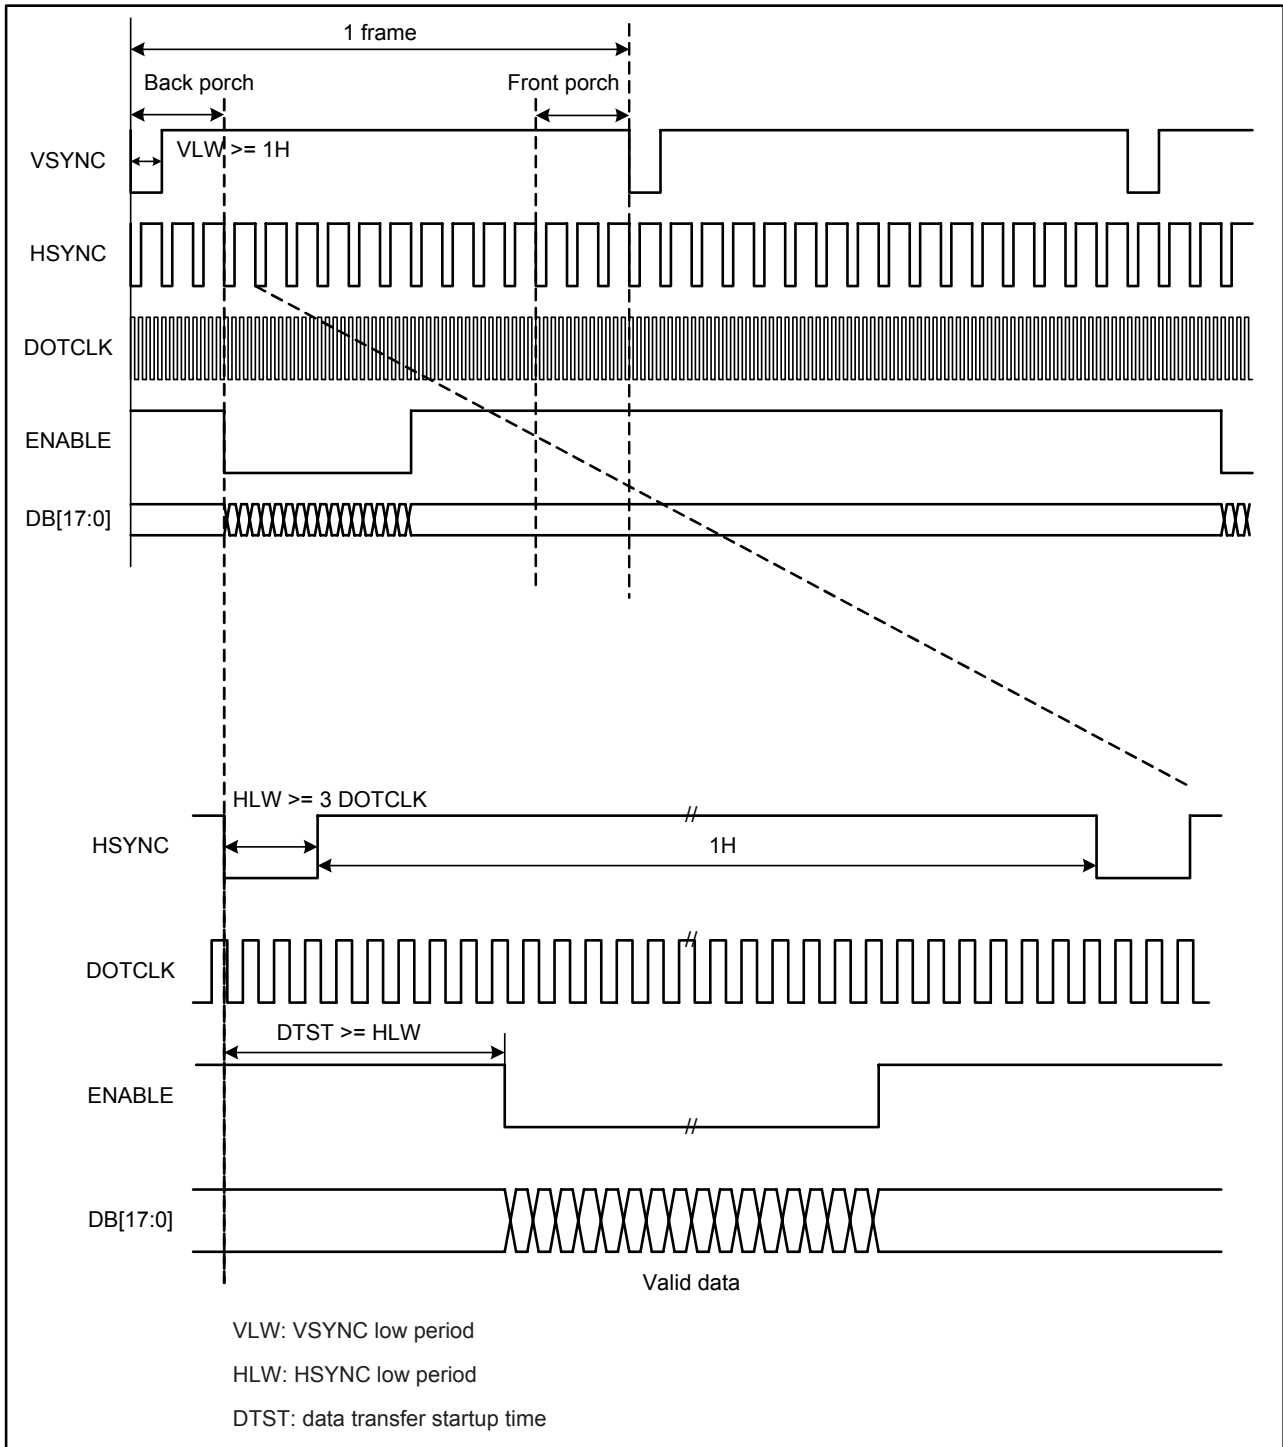 1 frame
Back porch
Front porch
VLW >= 1H
VSYNC
HSYNC
DOTCLK
ENABLE
DB[17:0]
HLW >= 3 DOTCLK
//
HSYNC
1H
//
DOTCLK
DTST >= HLW
ENABLE
//
DB[17:0]
Valid data
VLW: VSYNC low period
HLW: HSYNC low period
DTST: data transfer startup time